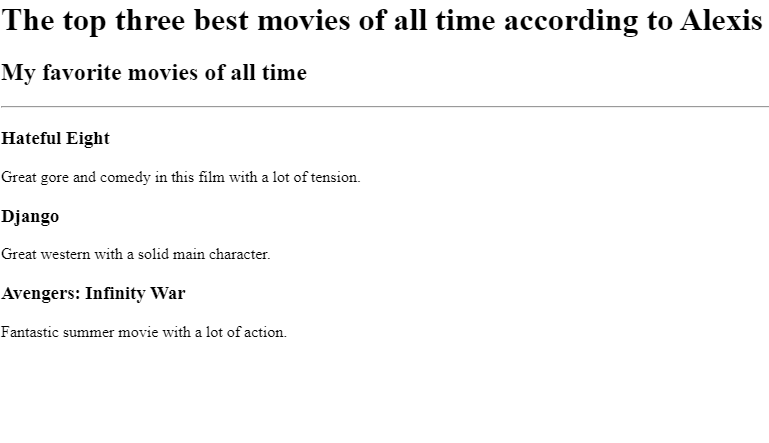 The top three best movies of all time according to Alexis
My favorite movies of all time
Hateful Eight
Great gore and comedy in this film with a lot of tension.
Django
Great western with a solid main character.
Avengers: Infinity War
Fantastic summer movie with a lot of action.